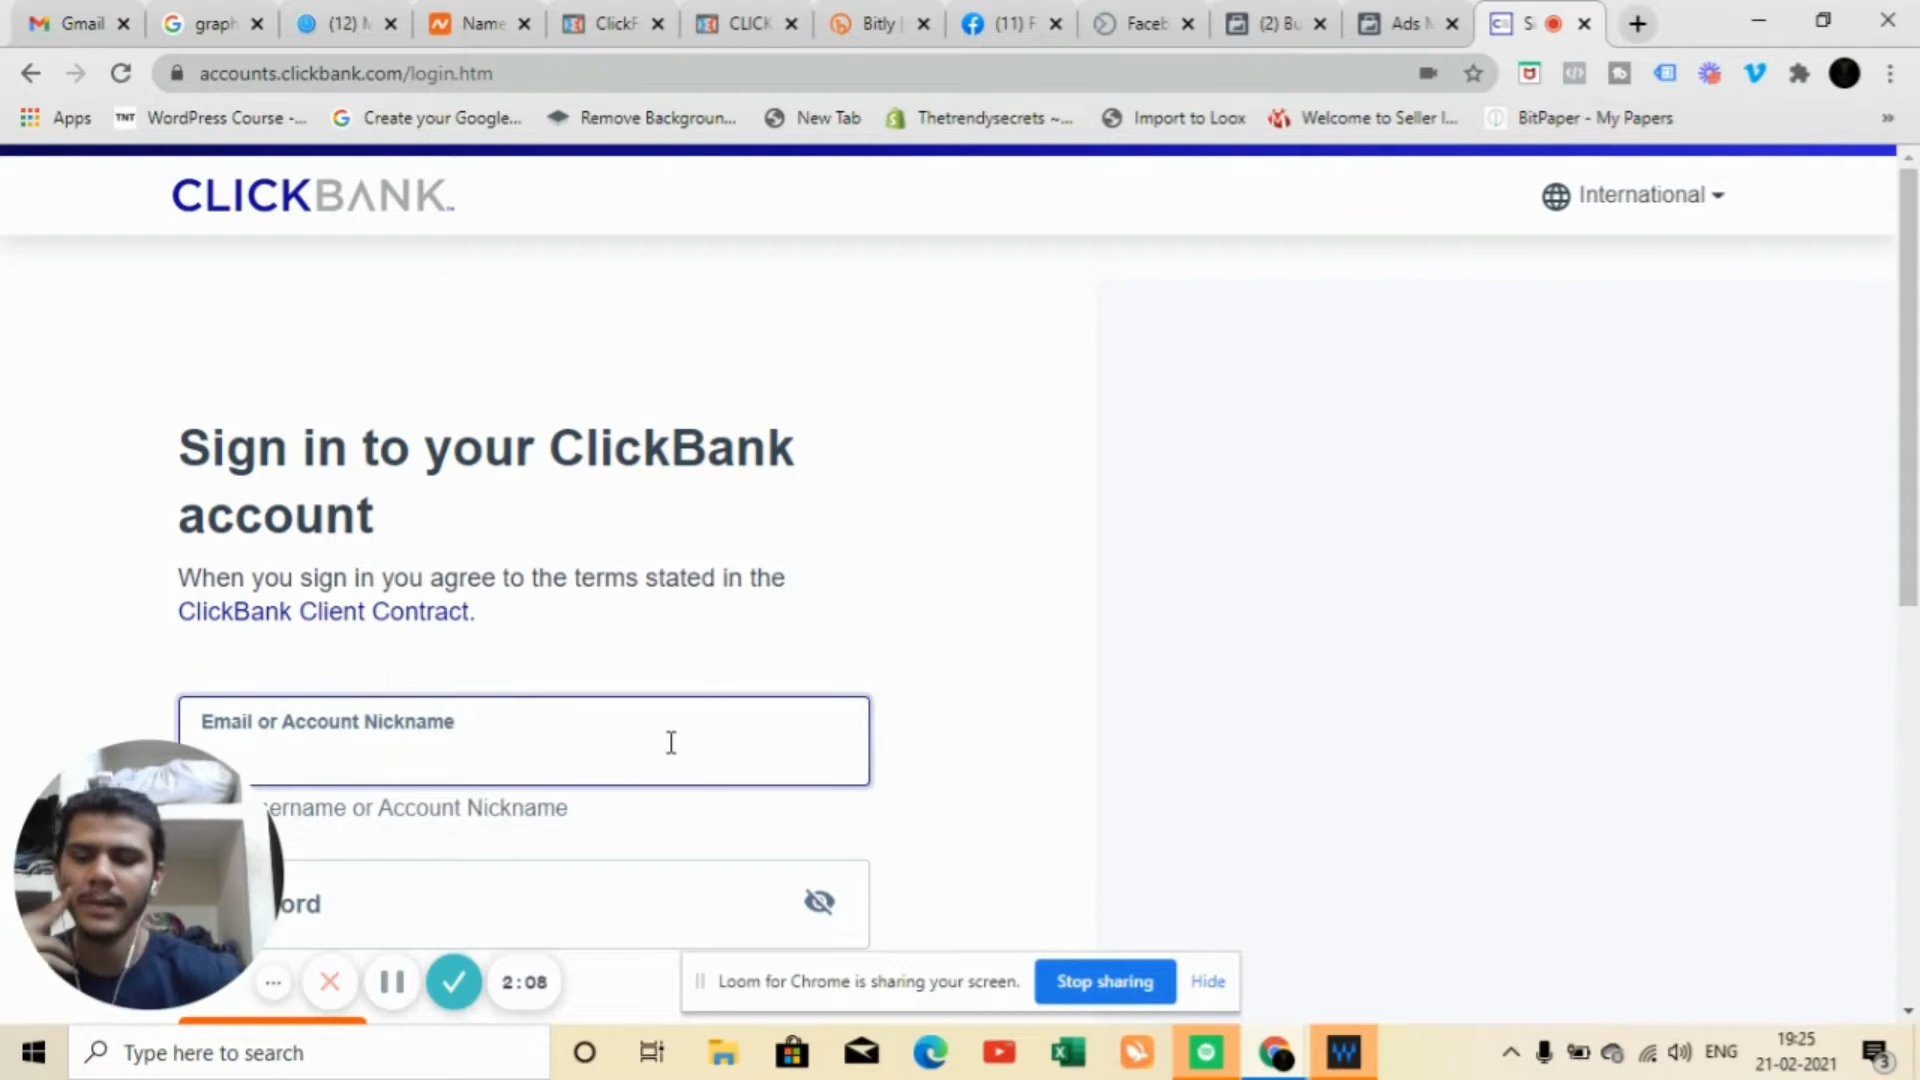 Gmail
graph
(12) M
Name
ClickF
CLICK
Bitly |
(11) F
Faceb
(2) Bu
Ads M
accounts.clickbank.com/login.htm
Apps
TNT
WordPress Course -...
Create your Google...
Remove Backgroun...
New Tab
Thetrendysecrets ~...
Import to Loox
Welcome to Seller I...
BitPaper - My Papers
»
CLICKBANK
International
Sign in to your ClickBank
account
When you sign in you agree to the terms stated in the
ClickBank Client Contract.
Email or Account Nickname
ername or Account Nickname
ord
2:08
Loom for Chrome is sharing your screen.
Stop sharing
Hide
Type here to search
ENG
19:25
21-02-2021
3